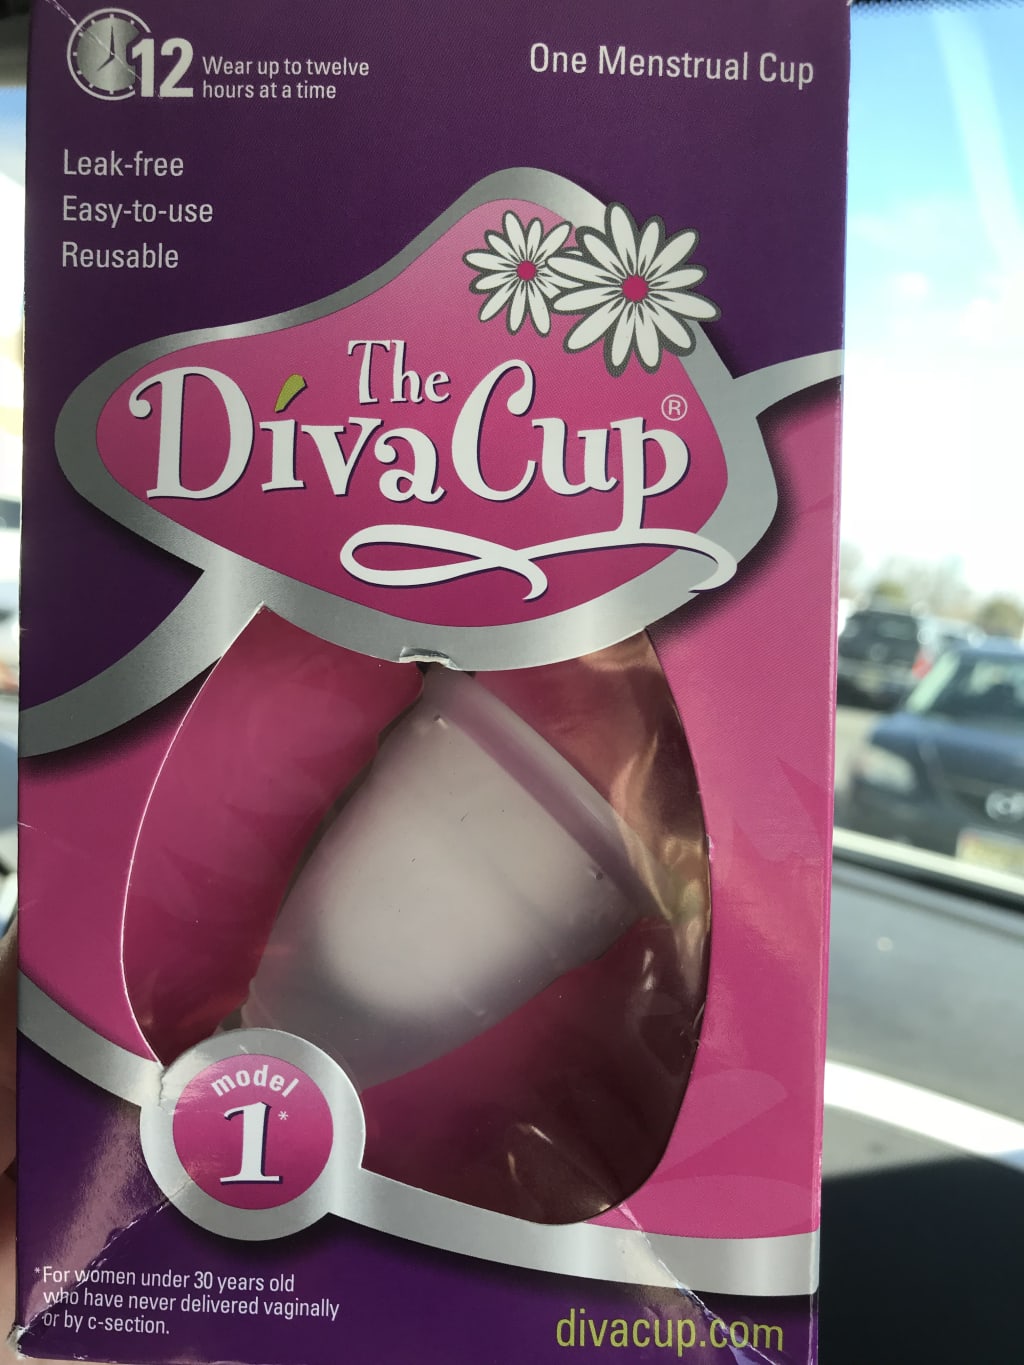 12 Wear up to twelve
hours at a time
One Menstrual Cup
Leak-free
Easy-to-use
Reusable
The
DivaCup®
model
1*
*For women under 30 years old
who have never delivered vaginally
or by c-section.
divacup.com